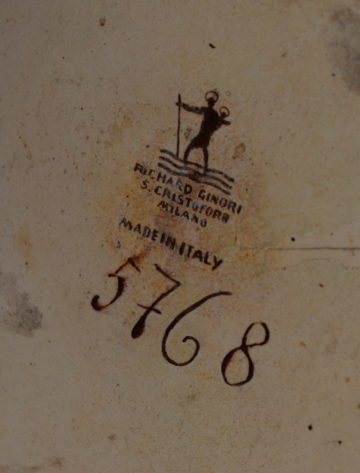 RICHARD GINORI
S. CRISTOFORO
MILANO
MADE IN ITALY
5768